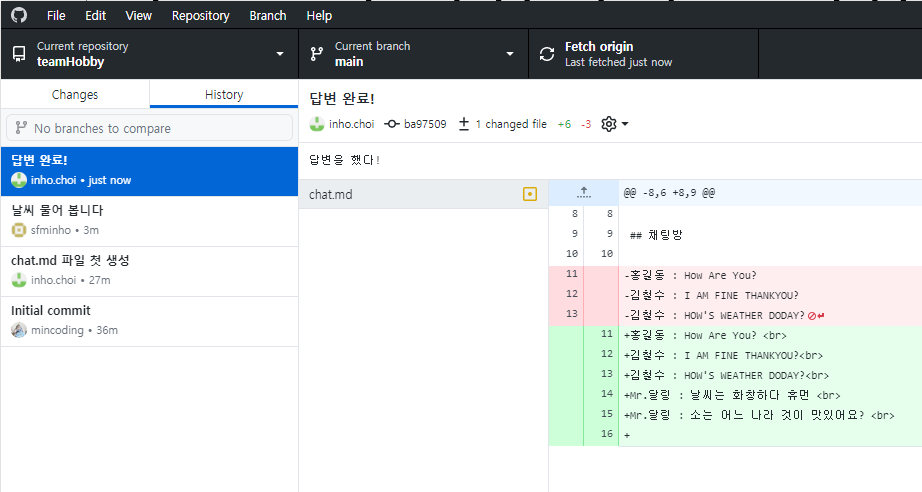 File Edit View Repository Branch Help
Current repository
teamHobby
Current branch
main
Fetch origin
Last fetched just now
Changes
History
No branches to compare
답변 완료!
inho.choi • just now
날씨 물어 봅니다
sfminho • 3m
chat.md 파일 첫 생성
inho.choi • 27m
Initial commit
mincoding • 36m
답변 완료!
inho.choi ba97509 1 changed file +6 -3
답변을 했다!
chat.md
@@ -8,6 +8,9 @@
8 8
9 9 ## 채팅방
10 10
11 -홍길동 : How Are You?
12 -김철수 : I AM FINE THANKYOU?
13 -김철수 : HOW'S WEATHER DODAY?
11 +홍길동 : How Are You? <br>
12 +김철수 : I AM FINE THANKYOU?<br>
13 +김철수 : HOW'S WEATHER DODAY?<br>
14 +Mr.달링 : 날씨는 화창하다 휴먼 <br>
15 +Mr.달링 : 소는 어느 나라 것이 맛있어요? <br>
16 +